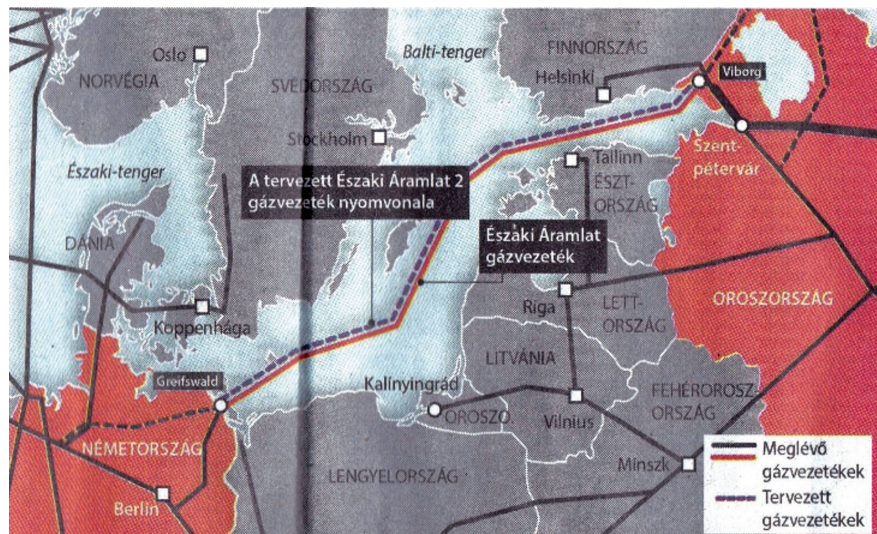 Oslo
NORVÉGIA
SVÉDORSZÁG
Balti-tenger
FINNORSZÁG
Helsinki
Viborg
Stockholm
Szent-
pétervár
Északi-tenger
A tervezett Északi Áramlat 2
gázvezeték nyomvonala
Tallinn
ÉSZT-
ORSZÁG
Északi Áramlat
gázvezeték
DÁNIA
Koppenhága
Riga
LETT-
ORSZÁG
OROSZORSZÁG
LITVÁNIA
Greifswald
Kalinyingrád
OROSZO.
Vilnius
FEHÉROROSZ-
ORSZÁG
NÉMETORSZÁG
LENGYELORSZÁG
Minszk
Berlin
Meglévő
gázvezetékek
Tervezett
gázvezetékek